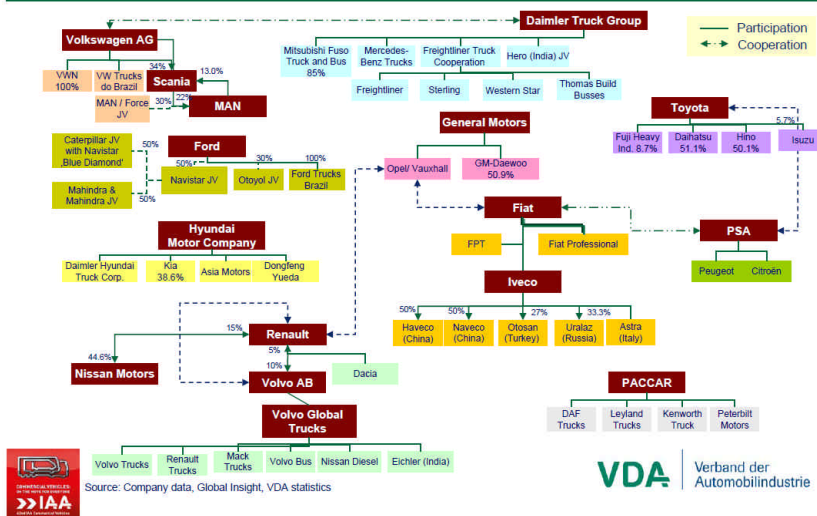 Daimler Truck Group
Participation
Cooperation
Volkswagen AG
34%
13.0%
VWN
100%
VW Trucks
do Brazil
Scania
MAN / Force
JV
30%
22%
MAN
Mitsubishi Fuso
Truck and Bus
85%
Mercedes-
Benz Trucks
Freightliner Truck
Cooperation
Hero (India) JV
Freightliner
Sterling
Western Star
Thomas Build
Busses
Toyota
5.7%
Fuji Heavy
Ind. 8.7%
Daihatsu
51.1%
Hino
50.1%
Isuzu
General Motors
Opel/ Vauxhall
GM-Daewoo
50.9%
Caterpillar JV
with Navistar
‚Blue Diamond'
50%
Ford
50%
30%
100%
Navistar JV
Otoyol JV
Ford Trucks
Brazil
Mahindra &
Mahindra JV
50%
Fiat
FPT
Fiat Professional
PSA
Peugeot
Citroën
Hyundai
Motor Company
Daimler Hyundai
Truck Corp.
Kia
38.6%
Asia Motors
Dongfeng
Yueda
Iveco
50%
50%
27%
33.3%
Haveco
(China)
Naveco
(China)
Otosan
(Turkey)
Uralaz
(Russia)
Astra
(Italy)
15%
Renault
44.6%
5%
10%
Nissan Motors
Dacia
Volvo AB
PACCAR
DAF
Trucks
Leyland
Trucks
Kenworth
Truck
Peterbilt
Motors
Volvo Global
Trucks
Volvo Trucks
Renault
Trucks
Mack
Trucks
Volvo Bus
Nissan Diesel
Eichler (India)
COMMERCIAL VEHICLES
IAA
Source: Company data, Global Insight, VDA statistics
VDA
Verband der
Automobilindustrie